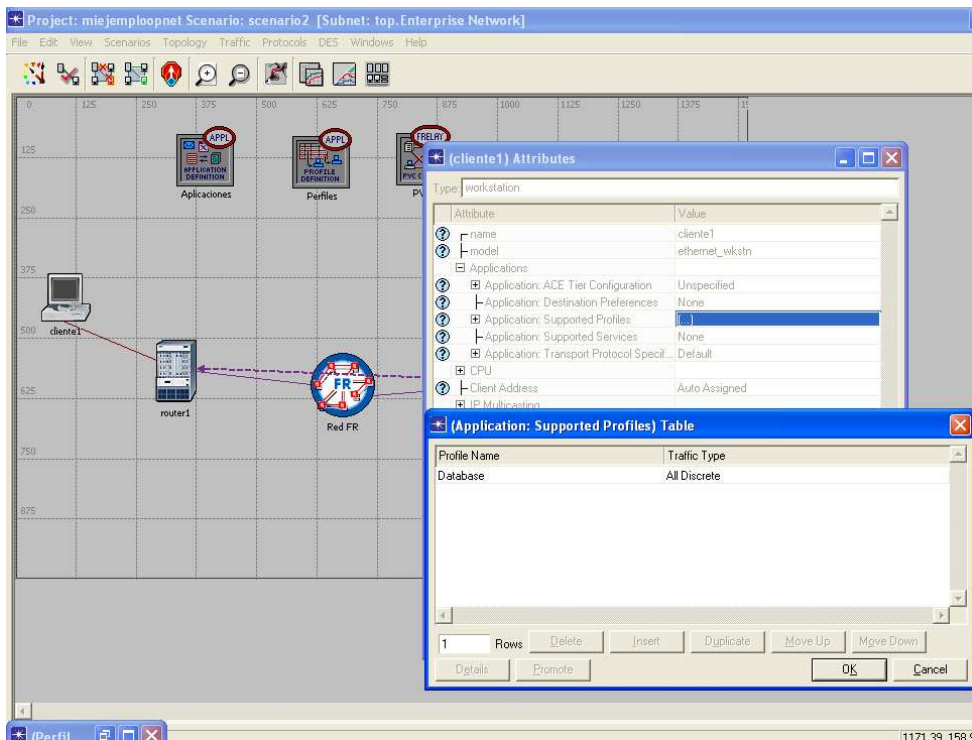 Project: miejemploopnet Scenario: scenario2 [Subnet: top.Enterprise Network]
File Edit View Scenarios Topology Traffic Protocols DES Windows Help
0 125 250 375 500 625 750 875 1000 1125 1250 1375
125
250
375
500
625
750
875
APPL
APPLICATION DEFINITION
Aplicaciones
APPL
PROFILE DEFINITION
Perfiles
FRELAY
cliente1
router1
FR
Red FR
(cliente1) Attributes
Type: workstation
Attribute Value
name cliente1
model ethernet_wkstn
Applications
Application: ACE Tier Configuration Unspecified
Application: Destination Preferences None
Application: Supported Profiles (...)
Application: Supported Services None
Application: Transport Protocol Specif... Default
CPU
Client Address Auto Assigned
IP Multicasting
(Application: Supported Profiles) Table
Profile Name Traffic Type
Database All Discrete
1 Rows Delete Insert Duplicate Move Up Move Down
Details Promote OK Cancel
(Perfil